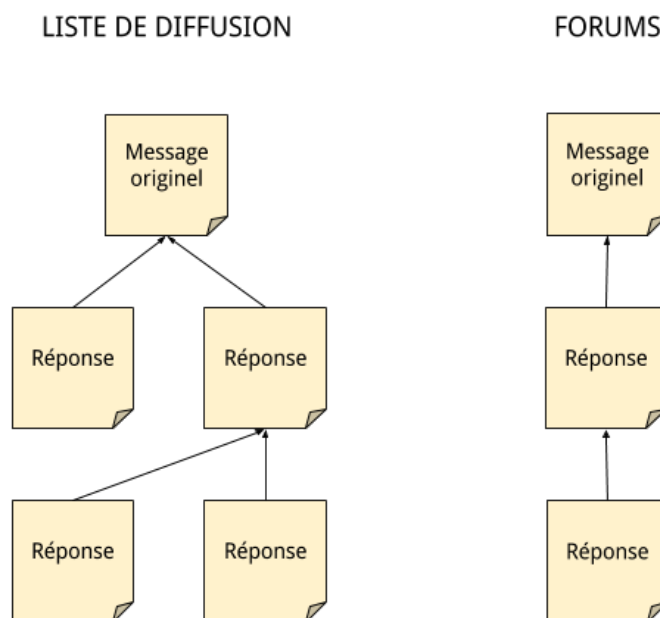 LISTE DE DIFFUSION
FORUMS
Message
originel
Message
originel
Réponse
Réponse
Réponse
Réponse
Réponse
Réponse